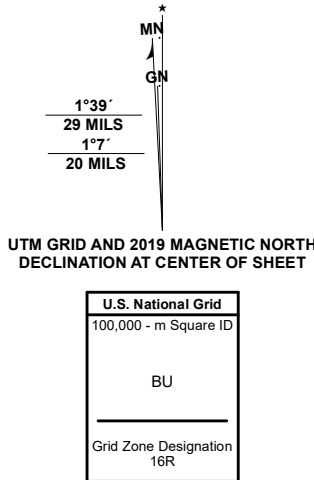 ★
MN
GN
1°39´
29 MILS
1°7´
20 MILS
UTM GRID AND 2019 MAGNETIC NORTH
DECLINATION AT CENTER OF SHEET
U.S. National Grid
100,000 - m Square ID
BU
Grid Zone Designation
16R